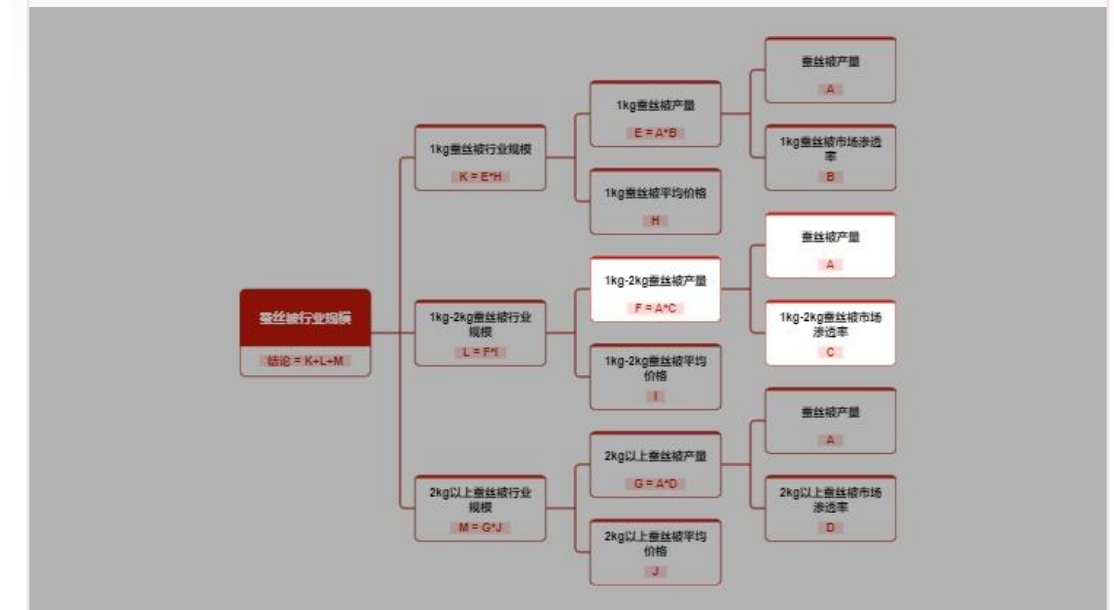 蚕丝被产量
A
1kg蚕丝被产量
E = A*B
1kg蚕丝被市场渗透
率
B
1kg蚕丝被行业规模
K = E*H
1kg蚕丝被平均价格
H
蚕丝被产量
A
1kg-2kg蚕丝被产量
F = A*C
1kg-2kg蚕丝被市场
渗透率
C
蚕丝被行业规模
结论 = K+L+M
1kg-2kg蚕丝被行业
规模
L = F*I
1kg-2kg蚕丝被平均
价格
I
蚕丝被产量
A
2kg以上蚕丝被产量
G = A*D
2kg以上蚕丝被市场
渗透率
D
2kg以上蚕丝被行业
规模
M = G*J
2kg以上蚕丝被平均
价格
J